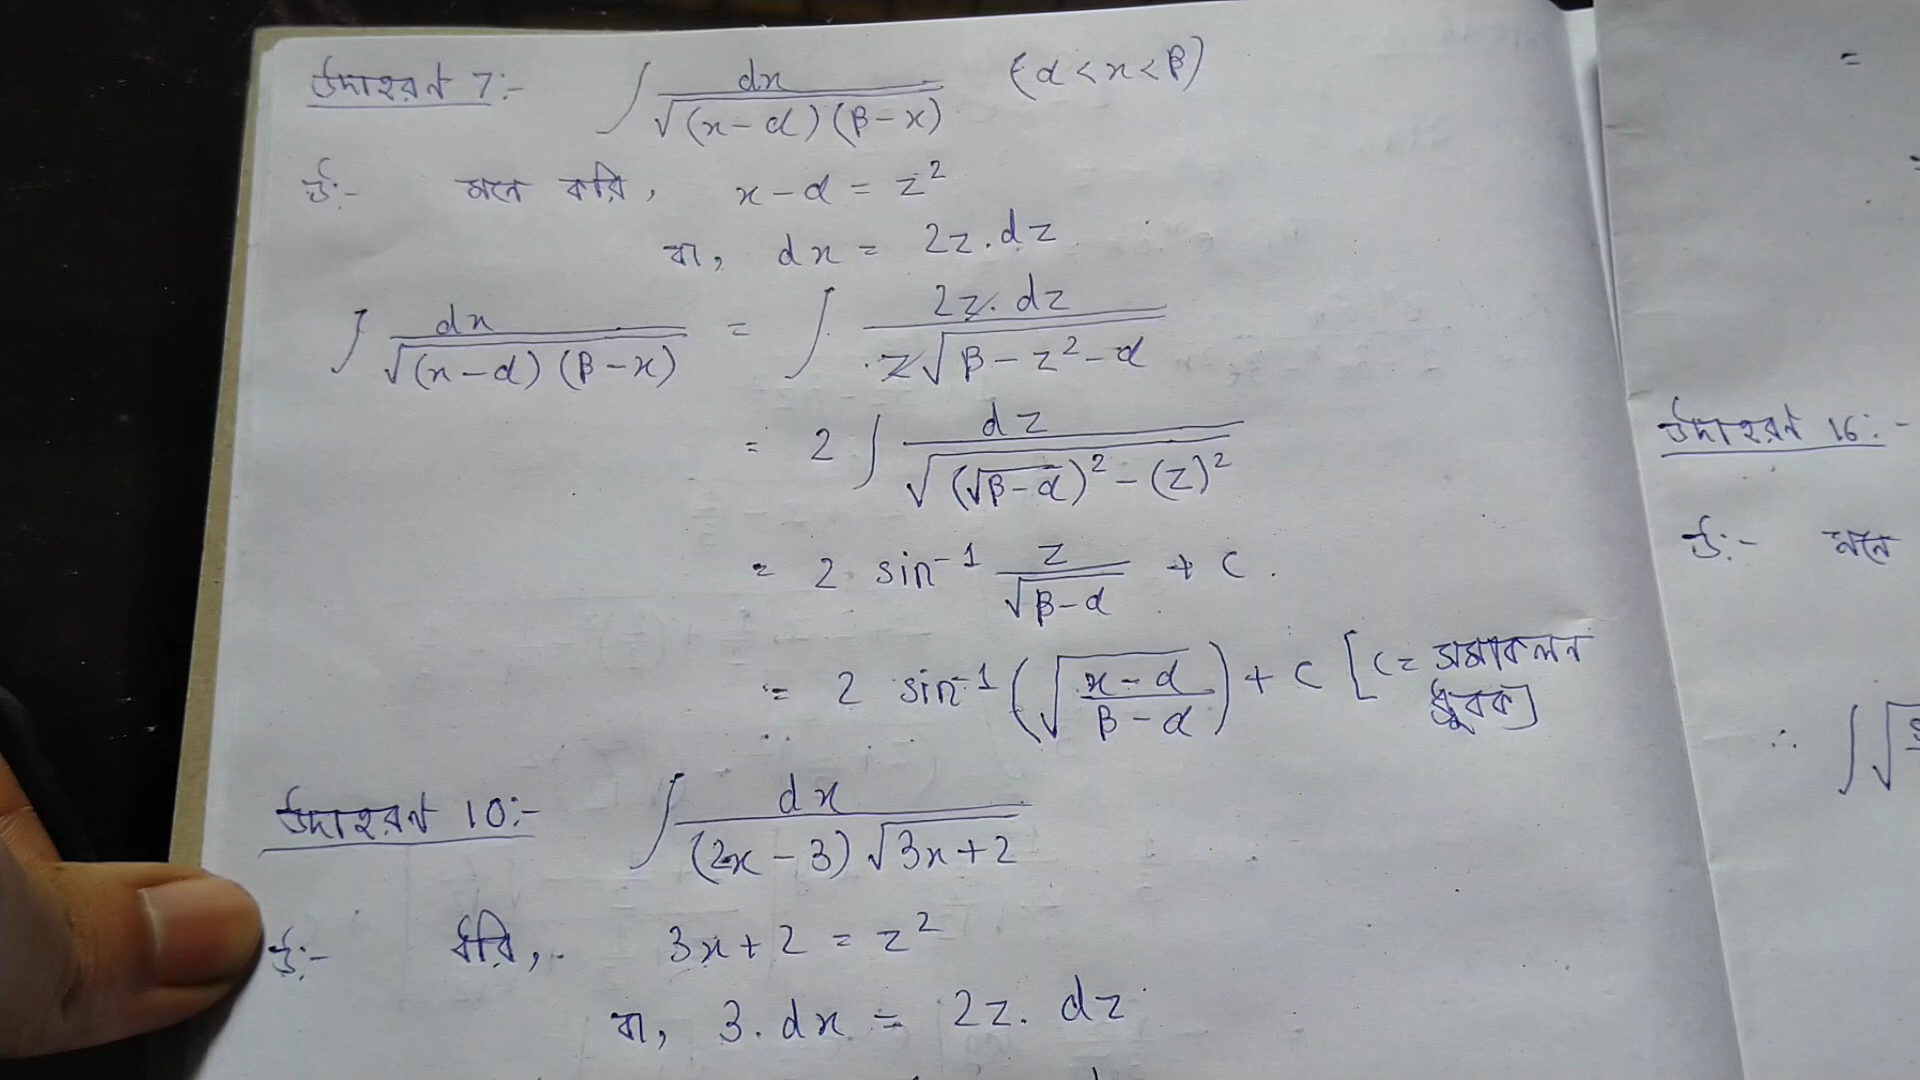 উদাহরণ 7:- ∫ dx / √(x-α)(β-x) (α<x<β)
উ:- মনে করি, x-α = z²
বা, dx = 2z.dz
∫ dx / √(x-α)(β-x) = ∫ 2z.dz / z√β-z²-α
= 2 ∫ dz / √(√β-α)²-(z)²
= 2 sin⁻¹ z / √β-α + c.
= 2 sin⁻¹ (√x-α / β-α) + c [c = সমাকলন
ধ্রুবক]
উদাহরণ 10:- ∫ dx / (2x-3)√3x+2
উ:- ধরি, 3x+2 = z²
বা, 3.dx = 2z. dz
=
উদাহরণ 16:-
উ:- মনে
∴ ∫√